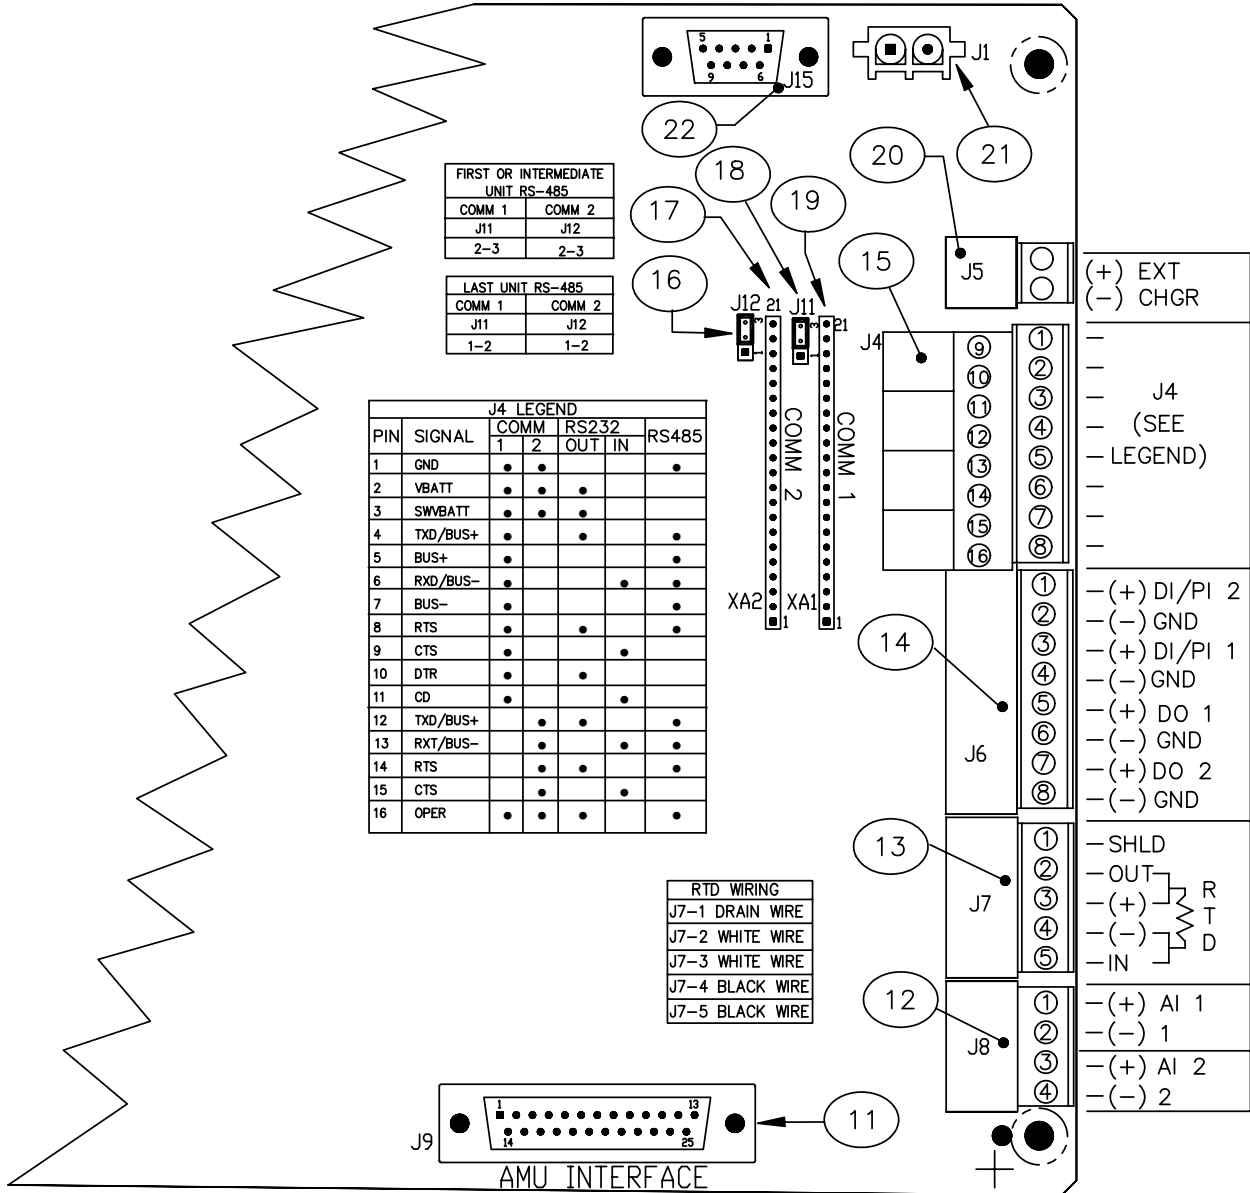 5 1
9 6
J15
J1
22
21
20
18
19
17
16
15
FIRST OR INTERMEDIATE
UNIT RS-485
COMM 1 COMM 2
J11 J12
2-3 2-3
LAST UNIT RS-485
COMM 1 COMM 2
J11 J12
1-2 1-2
J12 21 J11 21
3 3
1 1
COMM 2
COMM 1
XA2 1 XA1 1
J5
(+) EXT
(-) CHGR
J4
9
10
11
12
13
14
15
16
1
2
3
4
5
6
7
8
J4
(SEE
LEGEND)
J4 LEGEND
PIN SIGNAL COMM RS232 RS485
1 2 OUT IN
1 GND ● ● ●
2 VBATT ● ● ●
3 SWVBATT ● ● ●
4 TXD/BUS+ ● ● ●
5 BUS+ ● ●
6 RXD/BUS- ● ● ●
7 BUS- ● ●
8 RTS ● ● ●
9 CTS ● ●
10 DTR ● ●
11 CD ● ●
12 TXD/BUS+ ● ● ●
13 RXT/BUS- ● ● ●
14 RTS ● ● ●
15 CTS ● ●
16 OPER ● ● ● ●
14
J6
1 -(+) DI/PI 2
2 -(-) GND
3 -(+) DI/PI 1
4 -(-) GND
5 -(+) DO 1
6 -(-) GND
7 -(+) DO 2
8 -(-) GND
13
J7
1 -SHLD
2 -OUT
3 -(+)
4 -(-)
5 -IN
RTD
RTD WIRING
J7-1 DRAIN WIRE
J7-2 WHITE WIRE
J7-3 WHITE WIRE
J7-4 BLACK WIRE
J7-5 BLACK WIRE
12
J8
1 -(+) AI 1
2 -(-) 1
3 -(+) AI 2
4 -(-) 2
1 13
14 25
J9
11
AMU INTERFACE